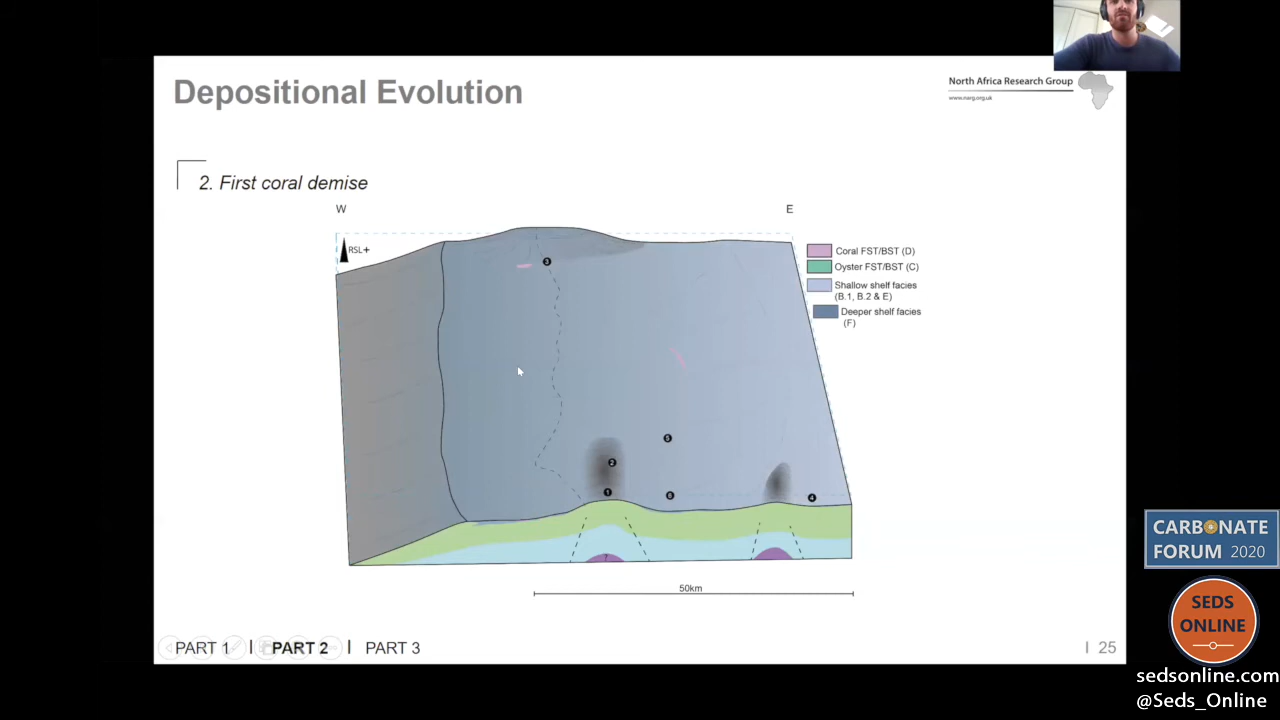 Depositional Evolution
North Africa Research Group
www.narg.org.uk
2. First coral demise
W
E
RSL+
3
Coral FST/BST (D)
Oyster FST/BST (C)
Shallow shelf facies
(B.1, B.2 & E)
Deeper shelf facies
(F)
5
2
1
6
4
?
50km
CARBONATE
FORUM 2020
SEDS
ONLINE
PART 1 I PART 2 I PART 3
I 25
sedsonline.com
@Seds_Online